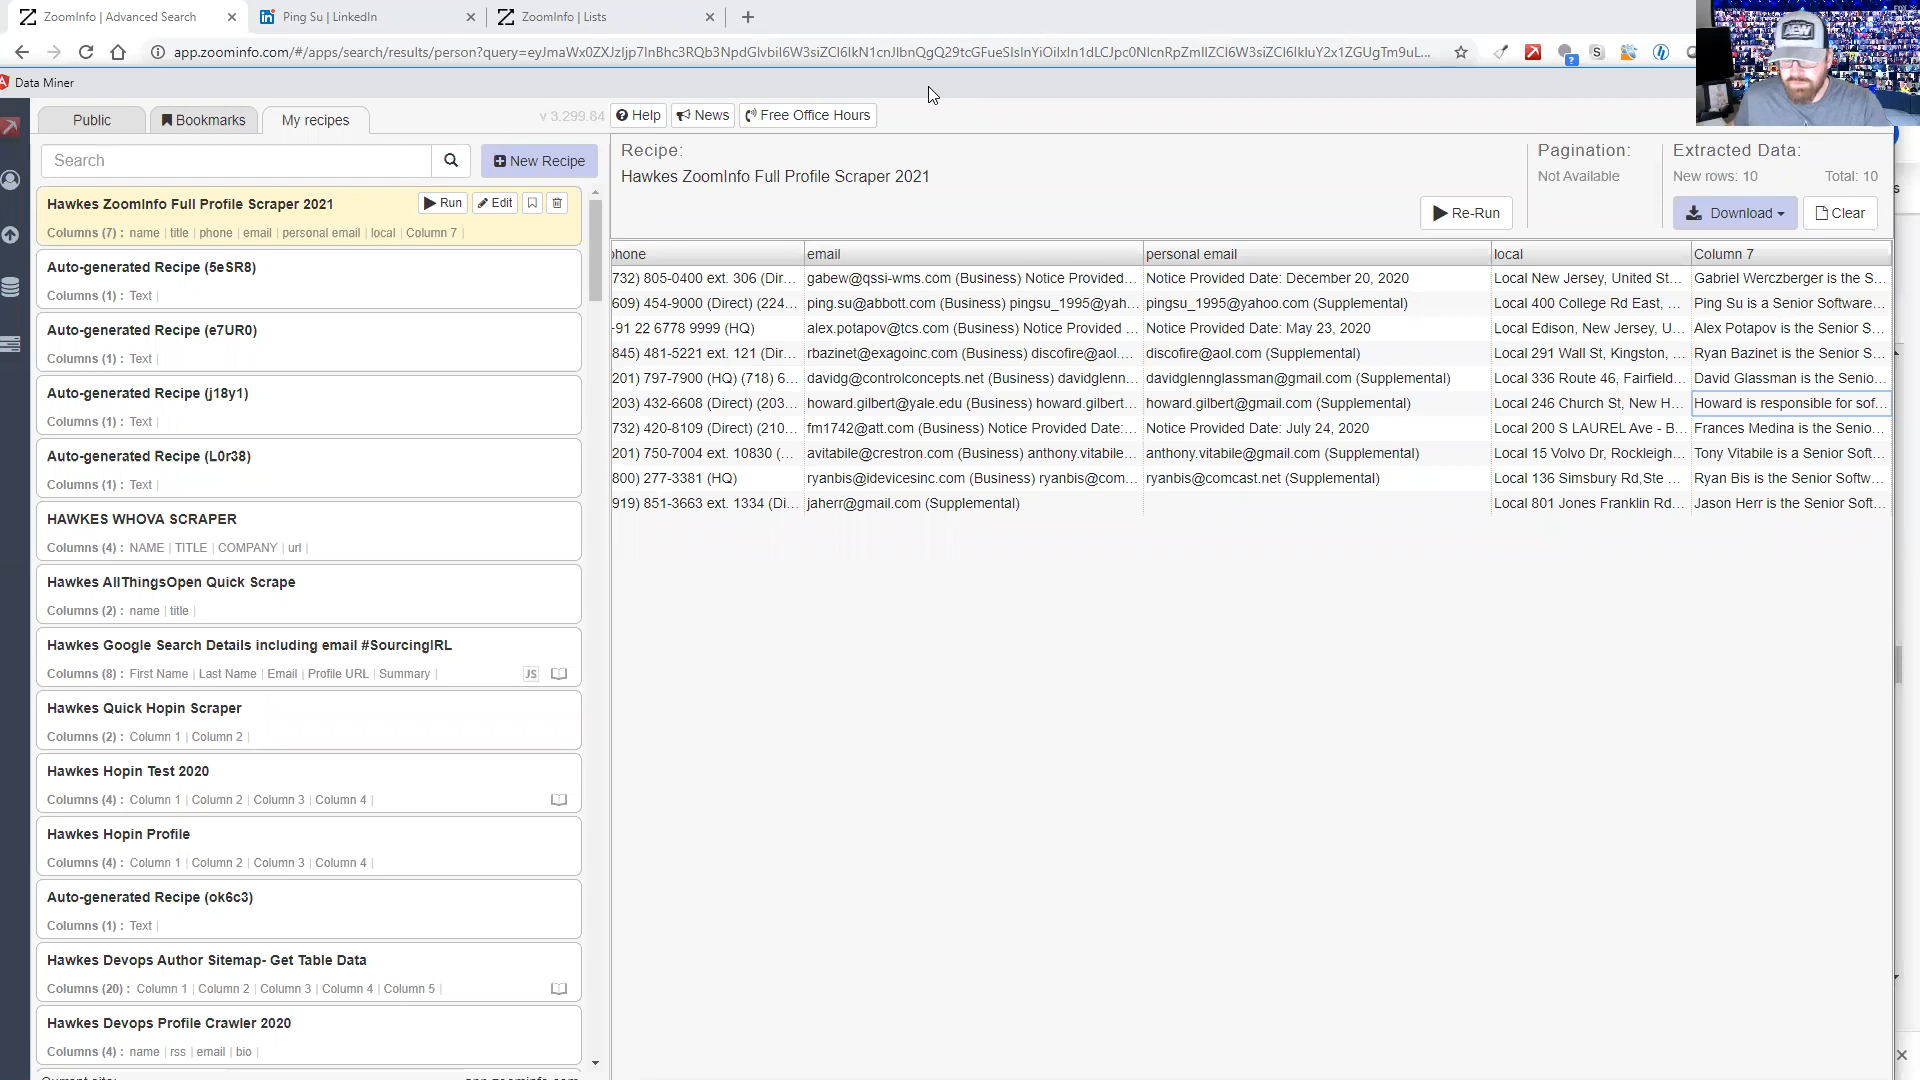 ZoomInfo | Advanced Search
Ping Su | LinkedIn
ZoomInfo | Lists
app.zoominfo.com/#/apps/search/results/person?query=eyJmaWx0ZXJzIjp7InBhc3RQb3NpdGlvbiI6W3siZCI6IkN1cnJlbnQgQ29tcGFueSIsInYiOiIxIn1dLCJpc0NlcnRpZmllZCI6W3siZCI6IkluY2x1ZGUgTm9uL...
Data Miner
Public
Bookmarks
My recipes
v 3.299.84
Help
News
Free Office Hours
Search
New Recipe
Recipe:
Hawkes ZoomInfo Full Profile Scraper 2021
Pagination:
Not Available
Extracted Data:
New rows: 10 Total: 10
Re-Run
Download
Clear
Hawkes ZoomInfo Full Profile Scraper 2021
Run
Edit
Columns (7) : name | title | phone | email | personal email | local | Column 7 |
Auto-generated Recipe (5eSR8)
Columns (1) : Text |
Auto-generated Recipe (e7UR0)
Columns (1) : Text |
Auto-generated Recipe (j18y1)
Columns (1) : Text |
Auto-generated Recipe (L0r38)
Columns (1) : Text |
HAWKES WHOVA SCRAPER
Columns (4) : NAME | TITLE | COMPANY | url |
Hawkes AllThingsOpen Quick Scrape
Columns (2) : name | title |
Hawkes Google Search Details including email #SourcingIRL
Columns (8) : First Name | Last Name | Email | Profile URL | Summary |
JS
Hawkes Quick Hopin Scraper
Columns (2) : Column 1 | Column 2 |
Hawkes Hopin Test 2020
Columns (4) : Column 1 | Column 2 | Column 3 | Column 4 |
Hawkes Hopin Profile
Columns (4) : Column 1 | Column 2 | Column 3 | Column 4 |
Auto-generated Recipe (ok6c3)
Columns (1) : Text |
Hawkes Devops Author Sitemap- Get Table Data
Columns (20) : Column 1 | Column 2 | Column 3 | Column 4 | Column 5 |
Hawkes Devops Profile Crawler 2020
Columns (4) : name | rss | email | bio |
phone email personal email local Column 7
732) 805-0400 ext. 306 (Dir... gabew@qssi-wms.com (Business) Notice Provided... Notice Provided Date: December 20, 2020 Local New Jersey, United St... Gabriel Werczberger is the S...
609) 454-9000 (Direct) (224... ping.su@abbott.com (Business) pingsu_1995@yah... pingsu_1995@yahoo.com (Supplemental) Local 400 College Rd East, ... Ping Su is a Senior Software...
91 22 6778 9999 (HQ) alex.potapov@tcs.com (Business) Notice Provided ... Notice Provided Date: May 23, 2020 Local Edison, New Jersey, U... Alex Potapov is the Senior S...
845) 481-5221 ext. 121 (Dir... rbazinet@exagoinc.com (Business) discofire@aol.... discofire@aol.com (Supplemental) Local 291 Wall St, Kingston, ... Ryan Bazinet is the Senior S...
201) 797-7900 (HQ) (718) 6... davidg@controlconcepts.net (Business) davidglenn... davidglennglassman@gmail.com (Supplemental) Local 336 Route 46, Fairfield... David Glassman is the Senio...
203) 432-6608 (Direct) (203... howard.gilbert@yale.edu (Business) howard.gilbert... howard.gilbert@gmail.com (Supplemental) Local 246 Church St, New H... Howard is responsible for sof...
732) 420-8109 (Direct) (210... fm1742@att.com (Business) Notice Provided Date:... Notice Provided Date: July 24, 2020 Local 200 S LAUREL Ave - B... Frances Medina is the Senio...
201) 750-7004 ext. 10830 (... avitabile@crestron.com (Business) anthony.vitabile... anthony.vitabile@gmail.com (Supplemental) Local 15 Volvo Dr, Rockleigh... Tony Vitabile is a Senior Soft...
800) 277-3381 (HQ) ryanbis@idevicesinc.com (Business) ryanbis@com... ryanbis@comcast.net (Supplemental) Local 136 Simsbury Rd,Ste ... Ryan Bis is the Senior Softw...
919) 851-3663 ext. 1334 (Di... jaherr@gmail.com (Supplemental) Local 801 Jones Franklin Rd... Jason Herr is the Senior Soft...